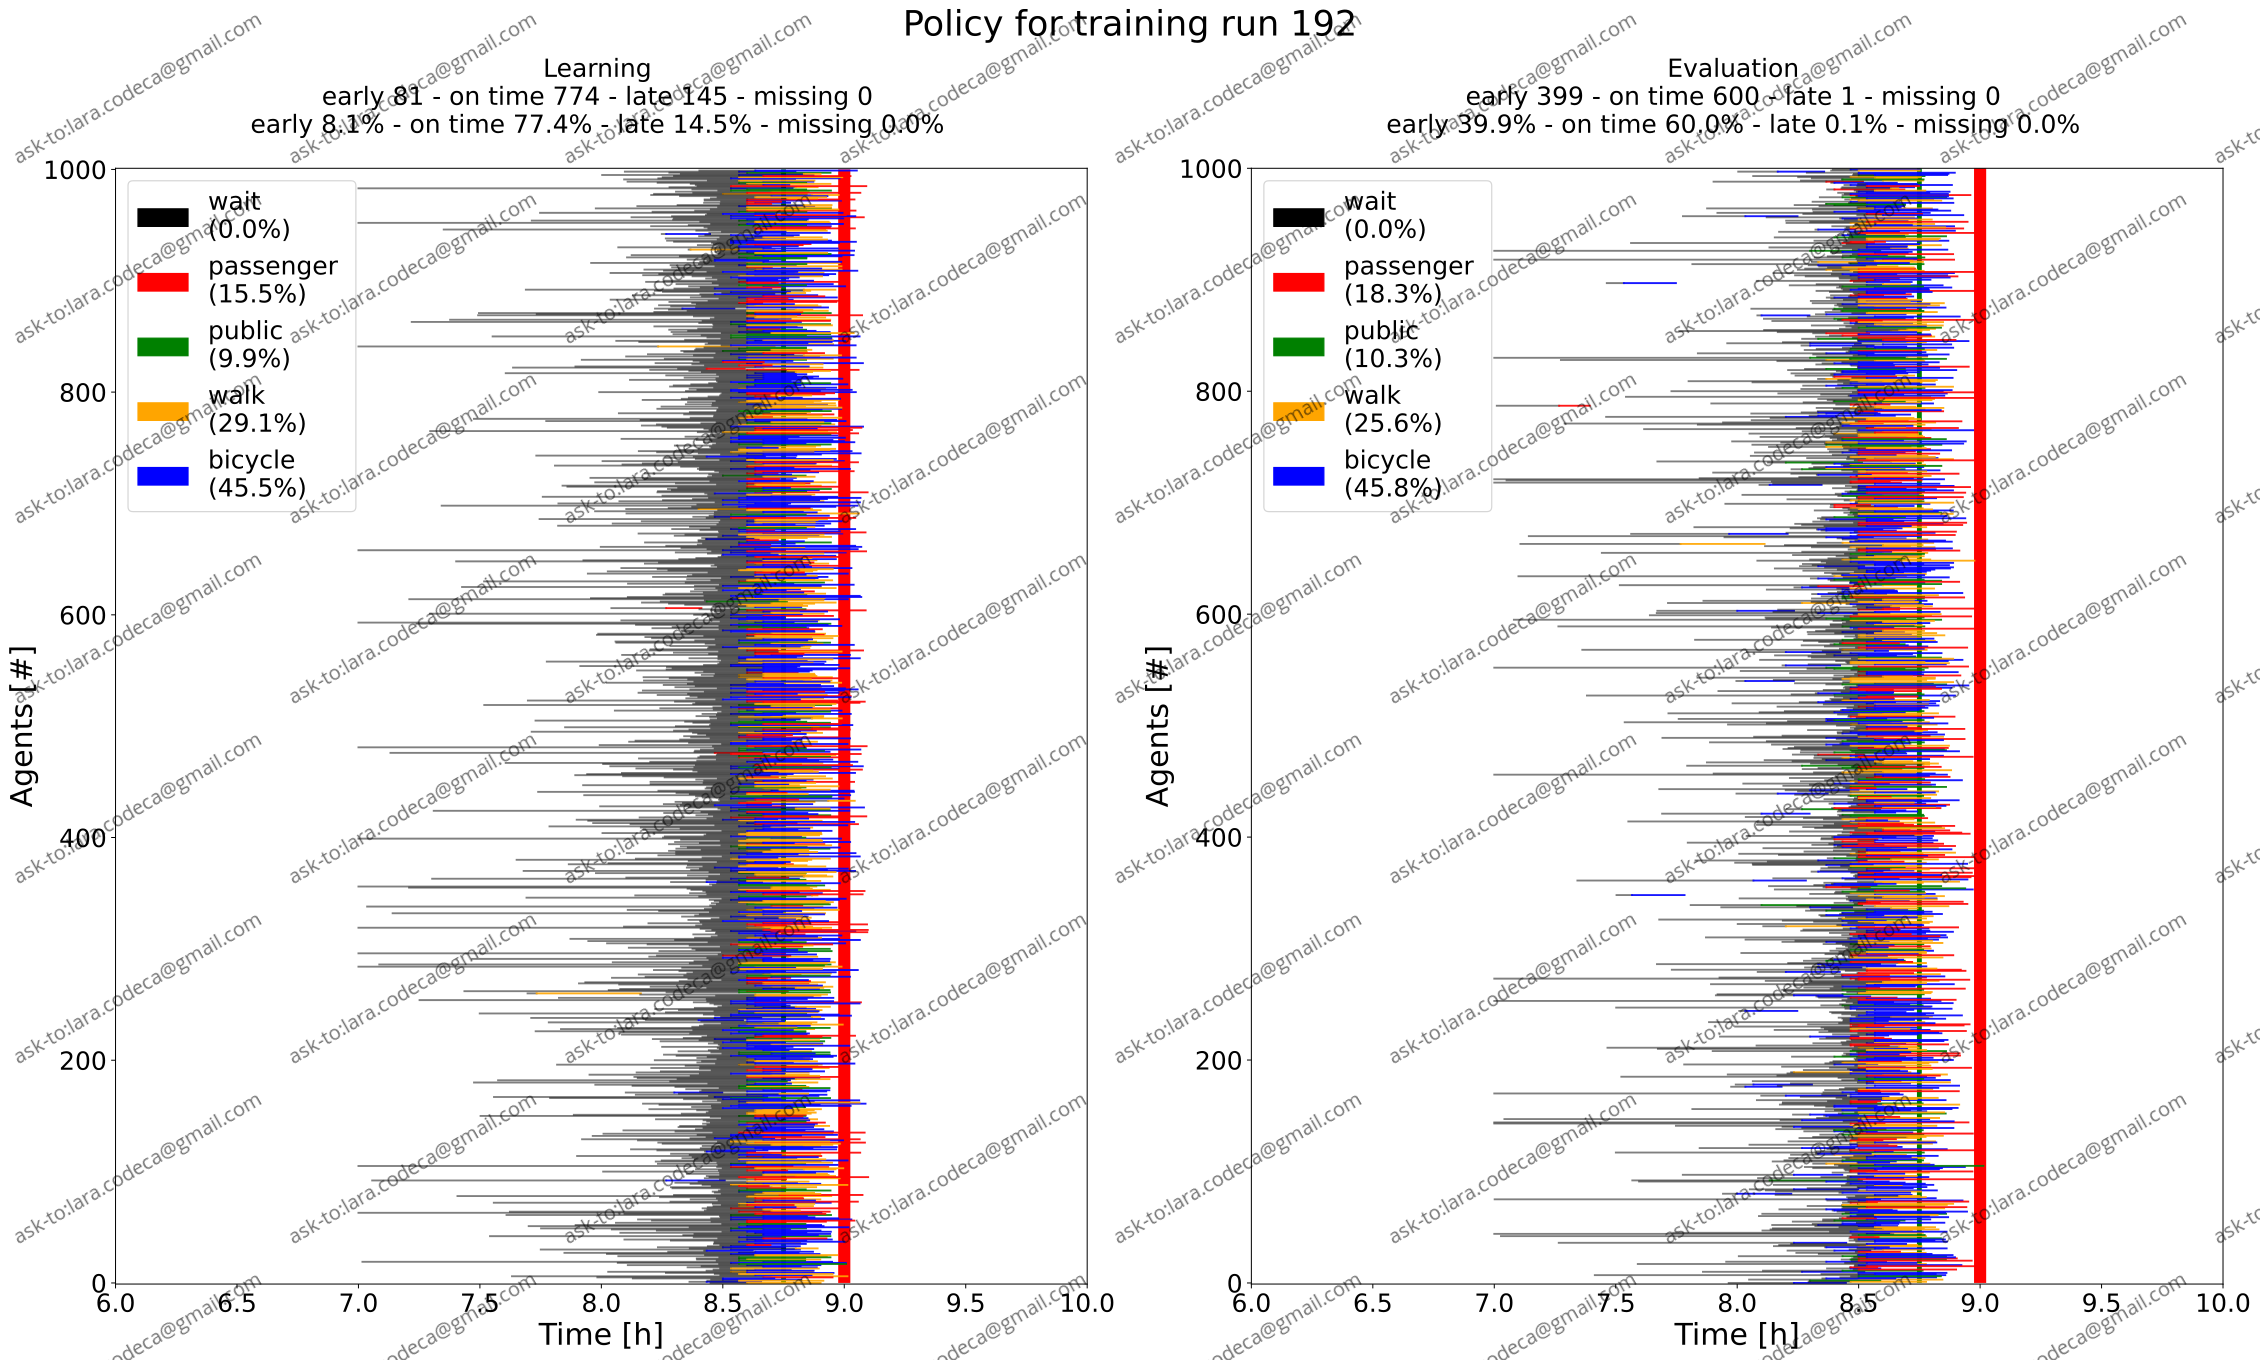 Policy for training run 192
Learning
early 81 - on time 774 - late 145 - missing 0
early 8.1% - on time 77.4% - late 14.5% - missing 0.0%
1000
800
600
400
200
0
Agents [#]
wait
(0.0%)
passenger
(15.5%)
public
(9.9%)
walk
(29.1%)
bicycle
(45.5%)
6.0 6.5 7.0 7.5 8.0 8.5 9.0 9.5 10.0
Time [h]
Evaluation
early 399 - on time 600 - late 1 - missing 0
early 39.9% - on time 60.0% - late 0.1% - missing 0.0%
1000
800
600
400
200
0
Agents [#]
wait
(0.0%)
passenger
(18.3%)
public
(10.3%)
walk
(25.6%)
bicycle
(45.8%)
6.0 6.5 7.0 7.5 8.0 8.5 9.0 9.5 10.0
Time [h]
ask-to:lara.codeca@gmail.com